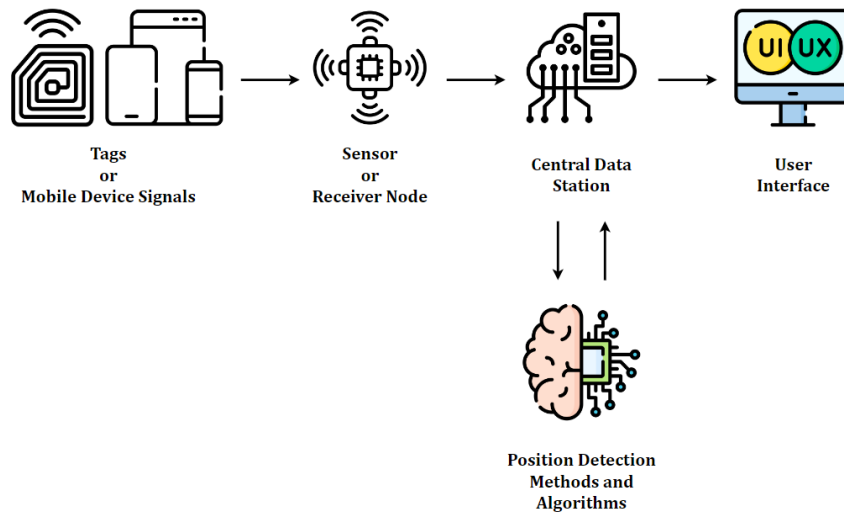 UI UX
Tags
or
Mobile Device Signals
Sensor
or
Receiver Node
Central Data
Station
User
Interface
Position Detection
Methods and
Algorithms